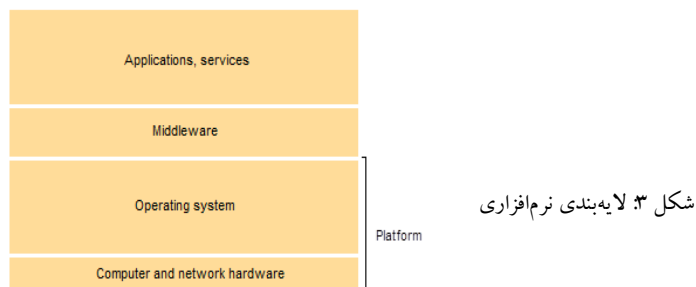 Applications, services
Middleware
Operating system
شکل ۳: لایه‌بندی نرم‌افزاری
Platform
Computer and network hardware